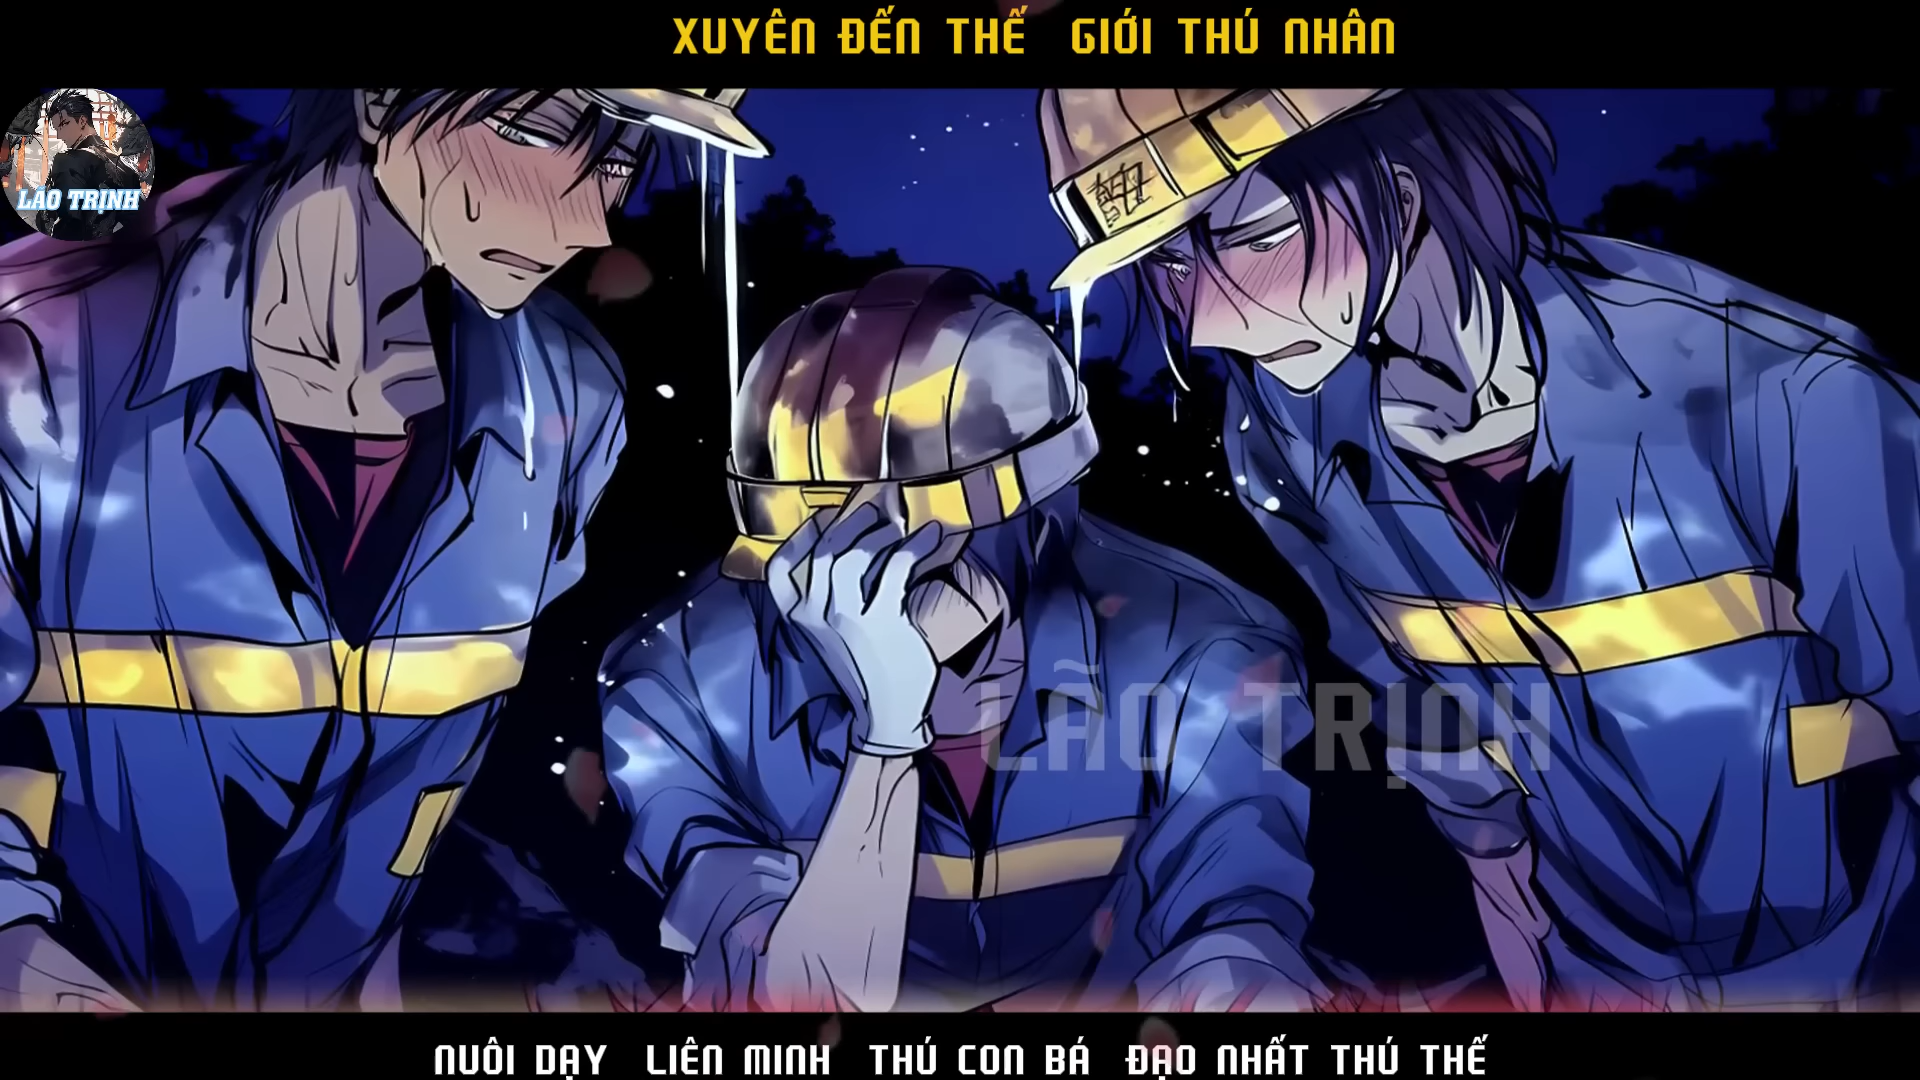 XUYÊN ĐẾN THẾ GIỚI THÚ NHÂN
LÃO TRỊNH
LÃO TRỊNH
NUÔI DẠY LIÊN MINH THÚ CON BÁ ĐẠO NHẤT THÚ THẾ